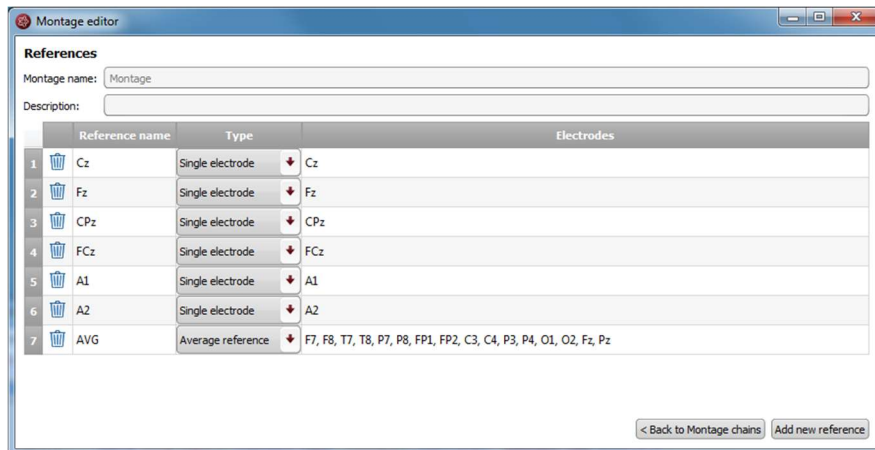 Montage editor
References
Montage name: Montage
Description:
Reference name Type Electrodes
1 Cz Single electrode Cz
2 Fz Single electrode Fz
3 CPz Single electrode CPz
4 FCz Single electrode FCz
5 A1 Single electrode A1
6 A2 Single electrode A2
7 AVG Average reference F7, F8, T7, T8, P7, P8, FP1, FP2, C3, C4, P3, P4, O1, O2, Fz, Pz
< Back to Montage chains Add new reference